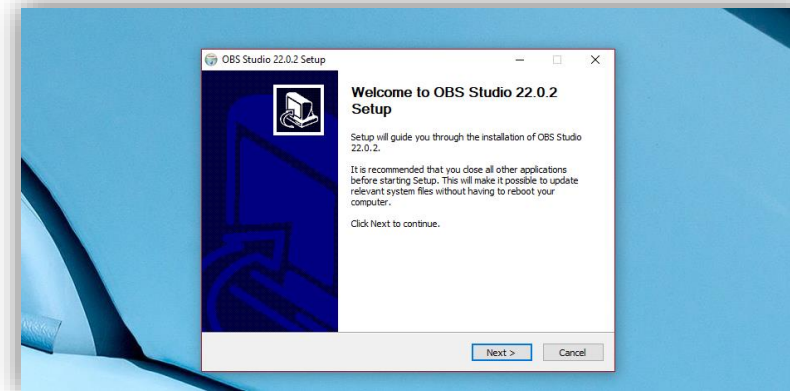 OBS Studio 22.0.2 Setup
Welcome to OBS Studio 22.0.2
Setup
Setup will guide you through the installation of OBS Studio
22.0.2.
It is recommended that you close all other applications
before starting Setup. This will make it possible to update
relevant system files without having to reboot your
computer.
Click Next to continue.
Next >
Cancel